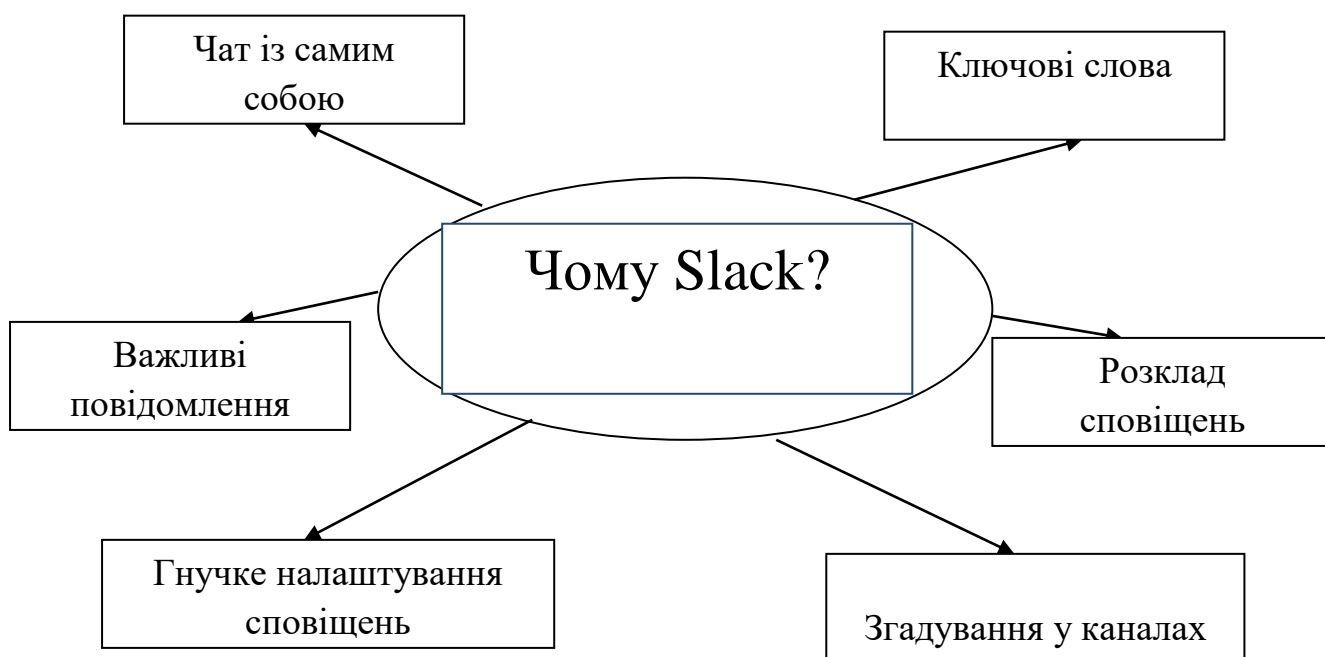 Чат із самим
собою
Ключові слова
Чому Slack?
Важливі
повідомлення
Розклад
сповіщень
Гнучке налаштування
сповіщень
Згадування у каналах